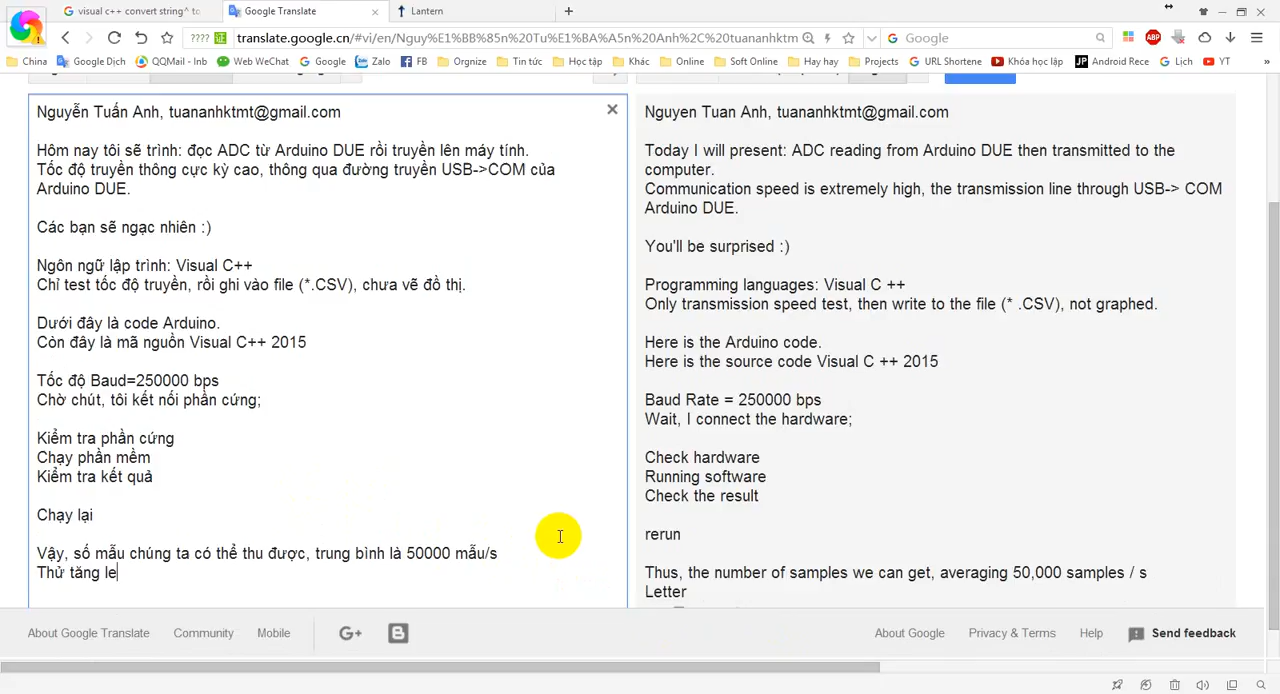 visual c++ convert string^ to
Google Translate
Lantern
????
证
translate.google.cn/#vi/en/Nguy%E1%BB%85n%20Tu%E1%BA%A5n%20Anh%2C%20tuananhktm
Google
China
Google Dịch
QQMail - Inb
Web WeChat
Google
Zalo
FB
Orgnize
Tin tức
Học tập
Khác
Online
Soft Online
Hay hay
Projects
URL Shortene
Khóa học lập
JP Android Rece
Lịch
YT
»
Nguyễn Tuấn Anh, tuananhktmt@gmail.com
Hôm nay tôi sẽ trình: đọc ADC từ Arduino DUE rồi truyền lên máy tính.
Tốc độ truyền thông cực kỳ cao, thông qua đường truyền USB->COM của
Arduino DUE.
Các bạn sẽ ngạc nhiên :)
Ngôn ngữ lập trình: Visual C++
Chỉ test tốc độ truyền, rồi ghi vào file (*.CSV), chưa vẽ đồ thị.
Dưới đây là code Arduino.
Còn đây là mã nguồn Visual C++ 2015
Tốc độ Baud=250000 bps
Chờ chút, tôi kết nối phần cứng;
Kiểm tra phần cứng
Chạy phần mềm
Kiểm tra kết quả
Chạy lại
Vậy, số mẫu chúng ta có thể thu được, trung bình là 50000 mẫu/s
Thử tăng le
Nguyen Tuan Anh, tuananhktmt@gmail.com
Today I will present: ADC reading from Arduino DUE then transmitted to the
computer.
Communication speed is extremely high, the transmission line through USB-> COM
Arduino DUE.
You'll be surprised :)
Programming languages: Visual C ++
Only transmission speed test, then write to the file (* .CSV), not graphed.
Here is the Arduino code.
Here is the source code Visual C ++ 2015
Baud Rate = 250000 bps
Wait, I connect the hardware;
Check hardware
Running software
Check the result
rerun
Thus, the number of samples we can get, averaging 50,000 samples / s
Letter
About Google Translate
Community
Mobile
G+
About Google
Privacy & Terms
Help
Send feedback